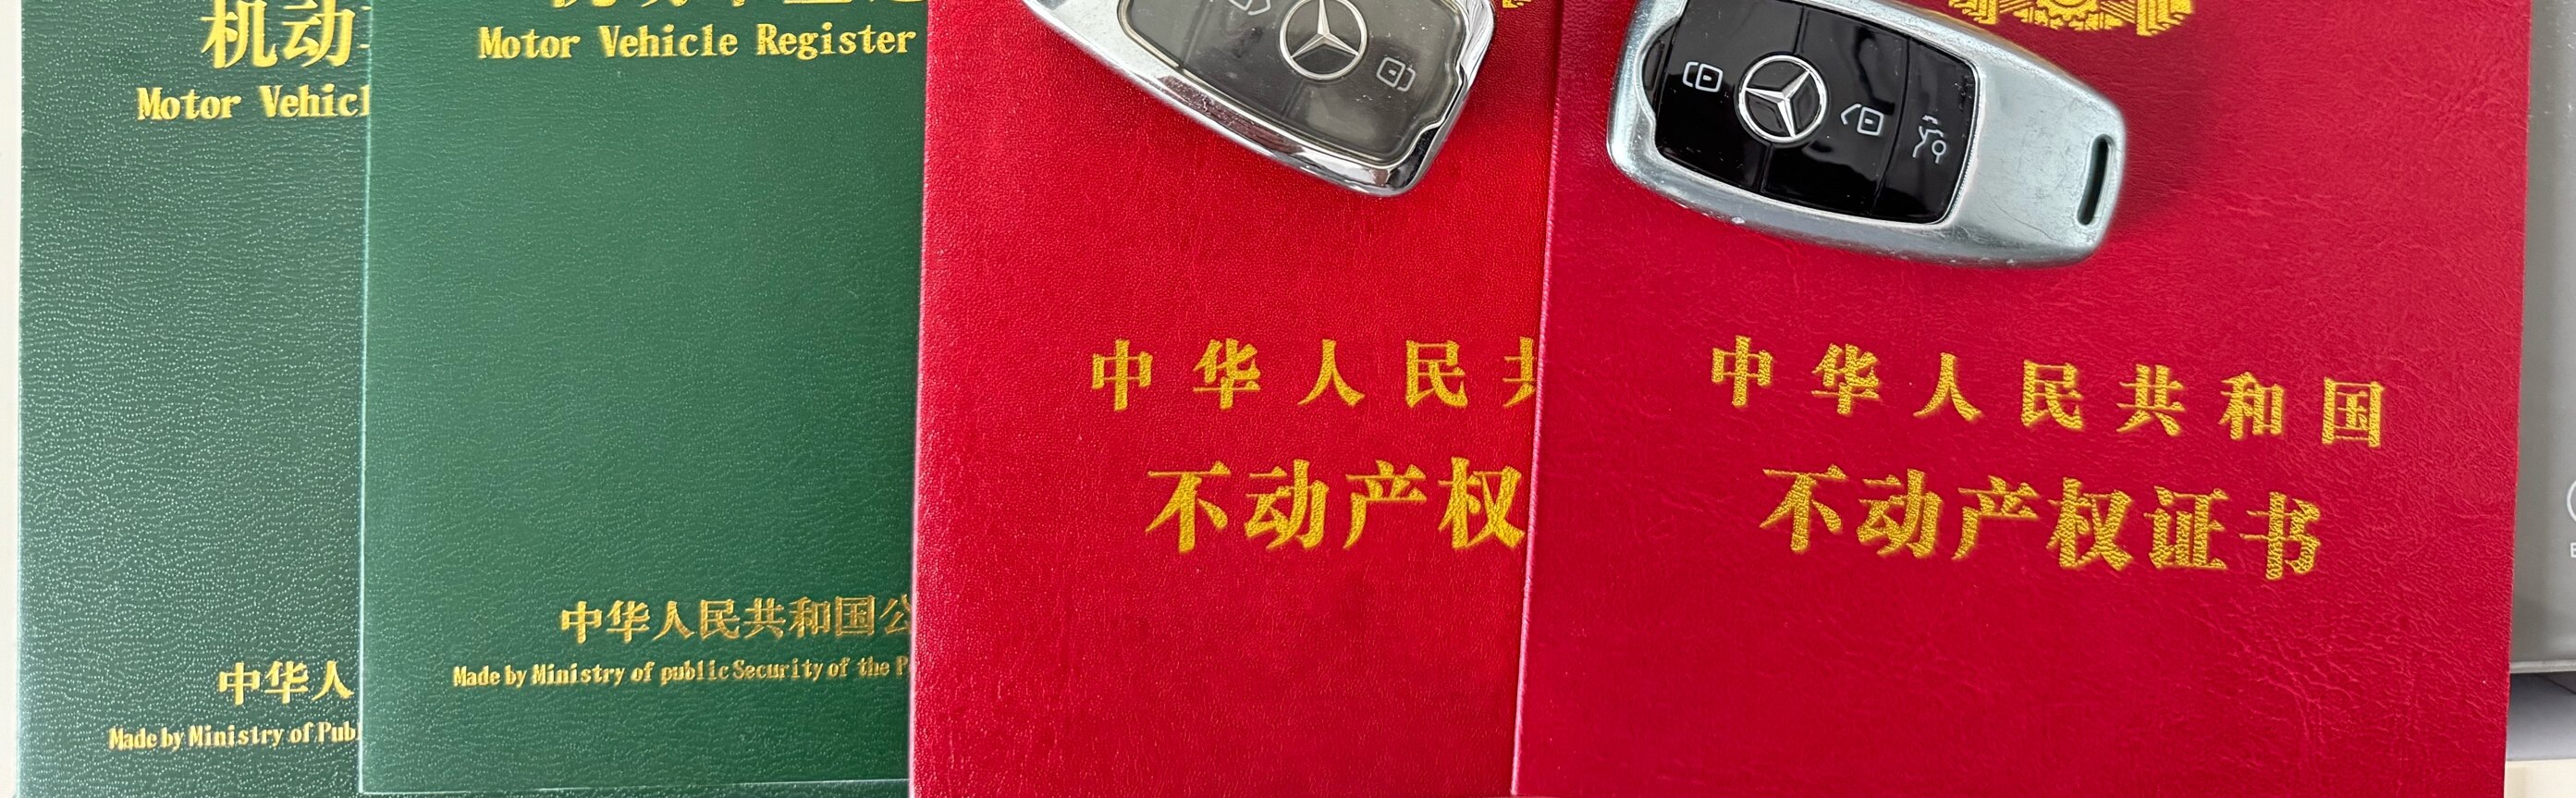 机动
Motor Vehicl
中华人
Made by Ministry of Pub
Motor Vehicle Register
中华人民共和国公
Made by Ministry of public Security of the P
中华人民共
不动产权
中华人民共和国
不动产权证书